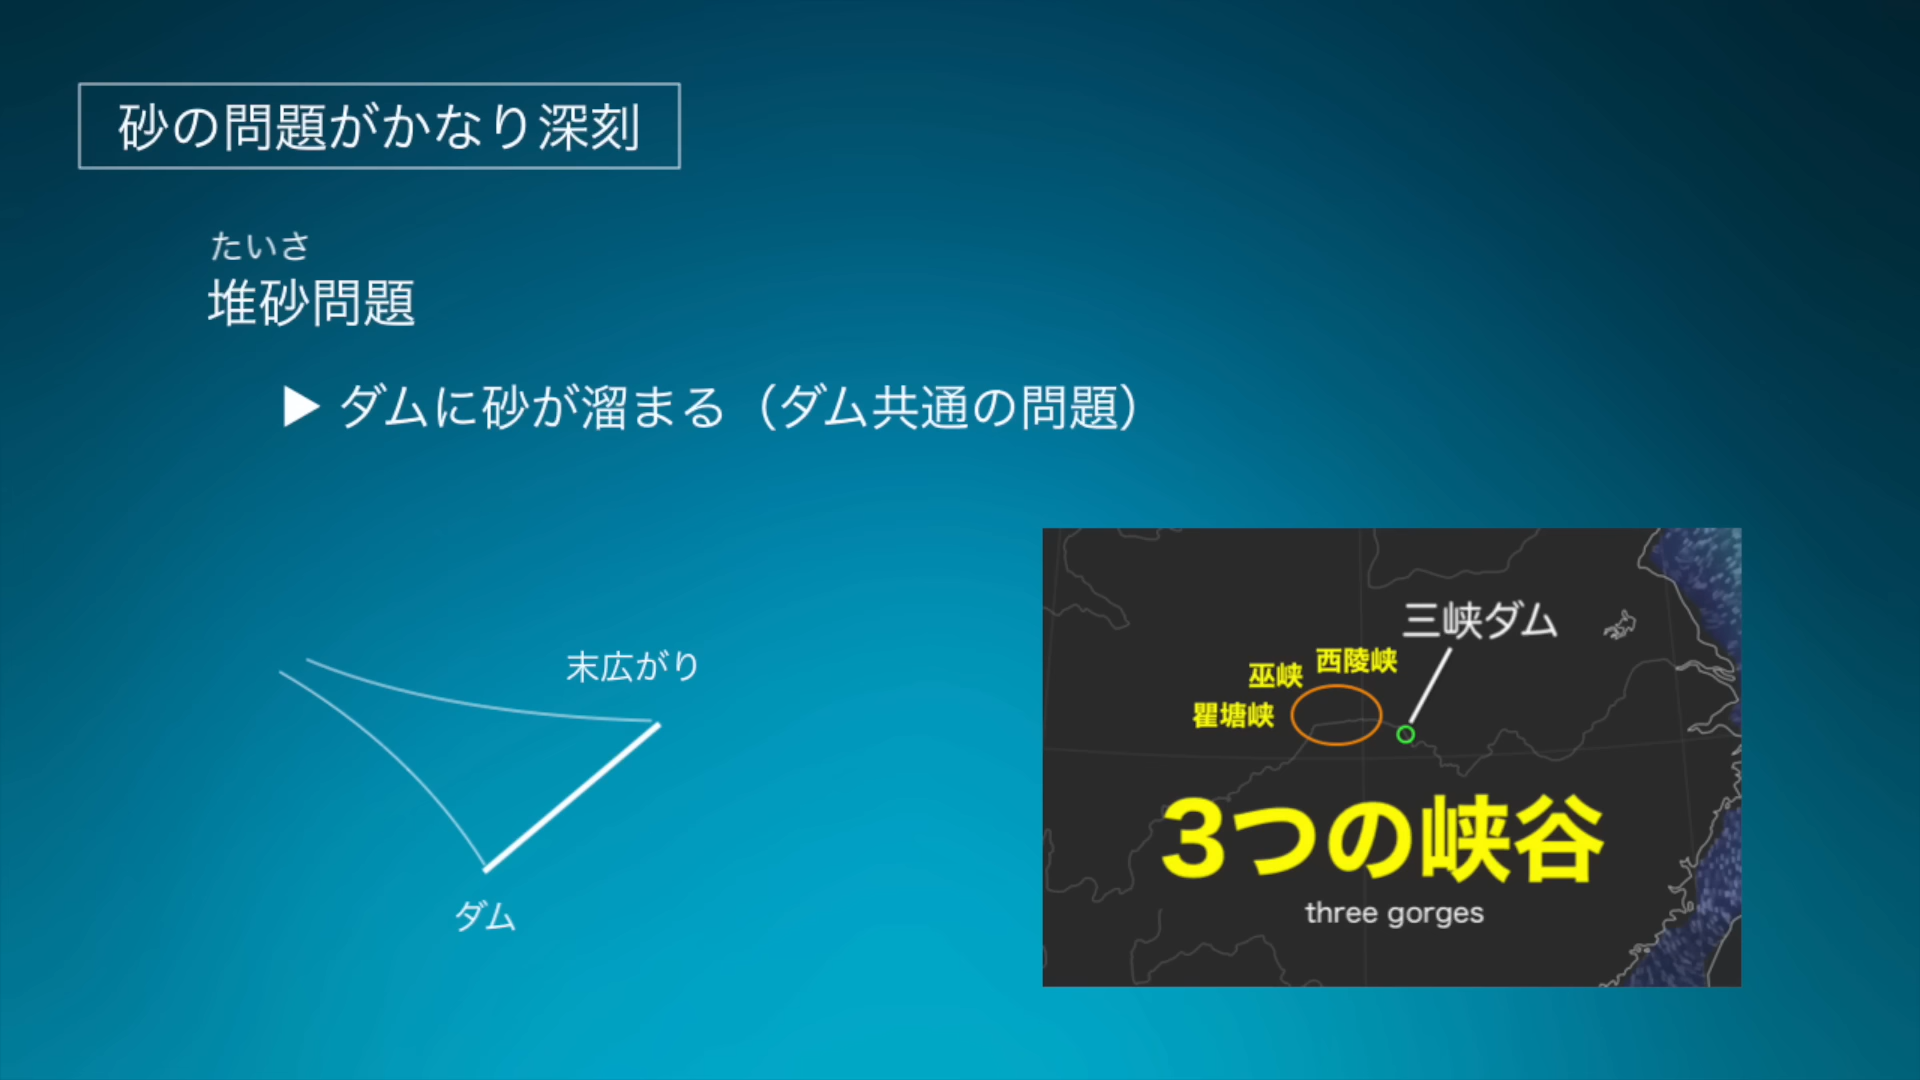 砂の問題がかなり深刻
たいさ
堆砂問題
▶ ダムに砂が溜まる（ダム共通の問題）
末広がり
ダム
三峡ダム
西陵峡
巫峡
瞿塘峡
3つの峡谷
three gorges